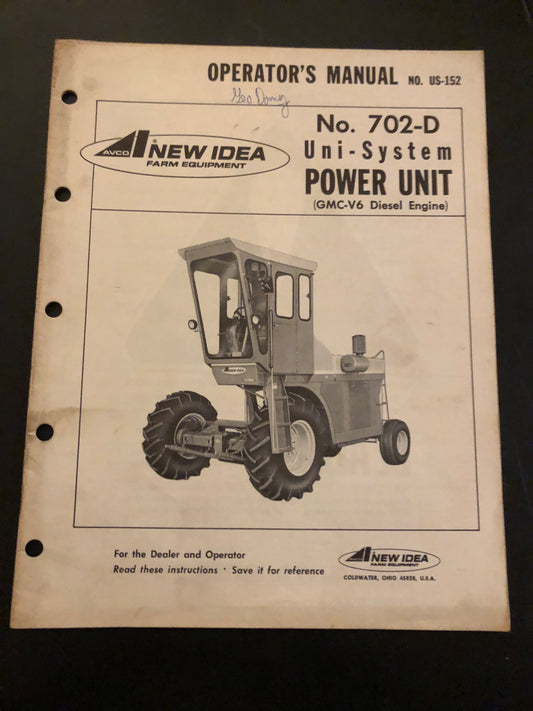 OPERATOR'S MANUAL NO. US-152
No. 702-D
Uni-System
POWER UNIT
(GMC-V6 Diesel Engine)
AVCO NEW IDEA
FARM EQUIPMENT
NEW IDEA
For the Dealer and Operator
Read these instructions · Save it for reference
NEW IDEA
FARM EQUIPMENT
COLDWATER, OHIO 45828, U.S.A.